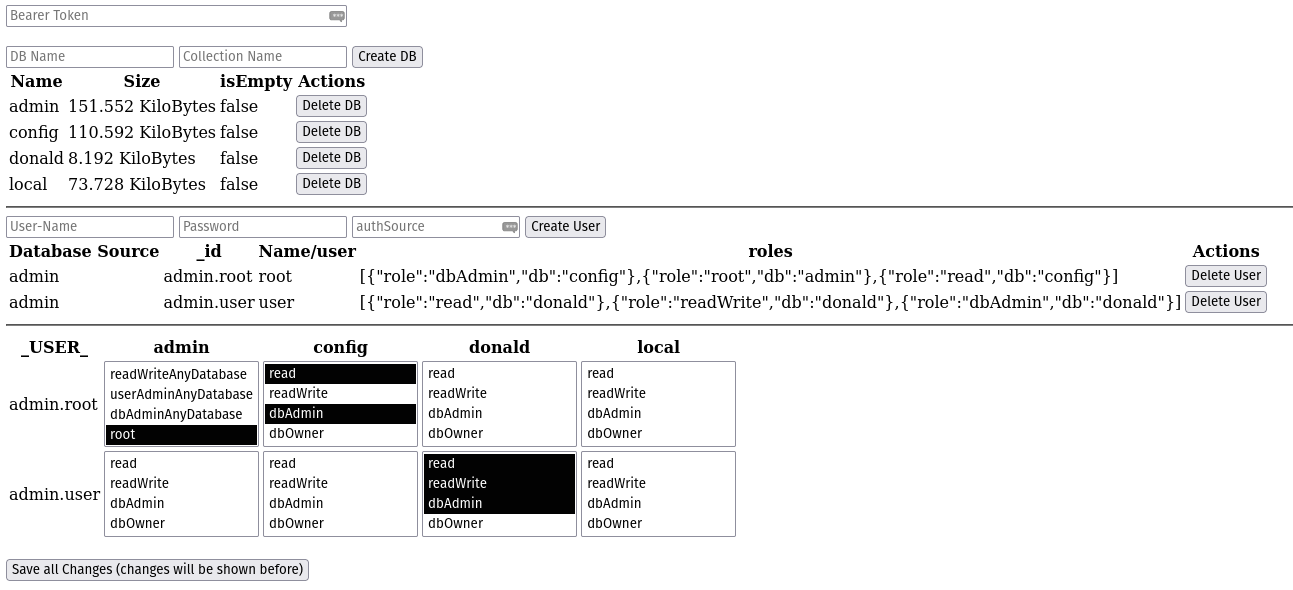 Bearer Token
DB Name Collection Name Create DB
Name Size isEmpty Actions
admin 151.552 KiloBytes false Delete DB
config 110.592 KiloBytes false Delete DB
donald 8.192 KiloBytes false Delete DB
local 73.728 KiloBytes false Delete DB
User-Name Password authSource Create User
Database Source _id Name/user roles Actions
admin admin.root root [{"role":"dbAdmin","db":"config"},{"role":"root","db":"admin"},{"role":"read","db":"config"}] Delete User
admin admin.user user [{"role":"read","db":"donald"},{"role":"readWrite","db":"donald"},{"role":"dbAdmin","db":"donald"}] Delete User
_USER_ admin config donald local
readWriteAnyDatabase read read read
userAdminAnyDatabase readWrite readWrite readWrite
admin.root
dbAdminAnyDatabase dbAdmin dbAdmin dbAdmin
root dbOwner dbOwner dbOwner
read read read read
readWrite readWrite readWrite readWrite
admin.user
dbAdmin dbAdmin dbAdmin dbAdmin
dbOwner dbOwner dbOwner dbOwner
Save all Changes (changes will be shown before)